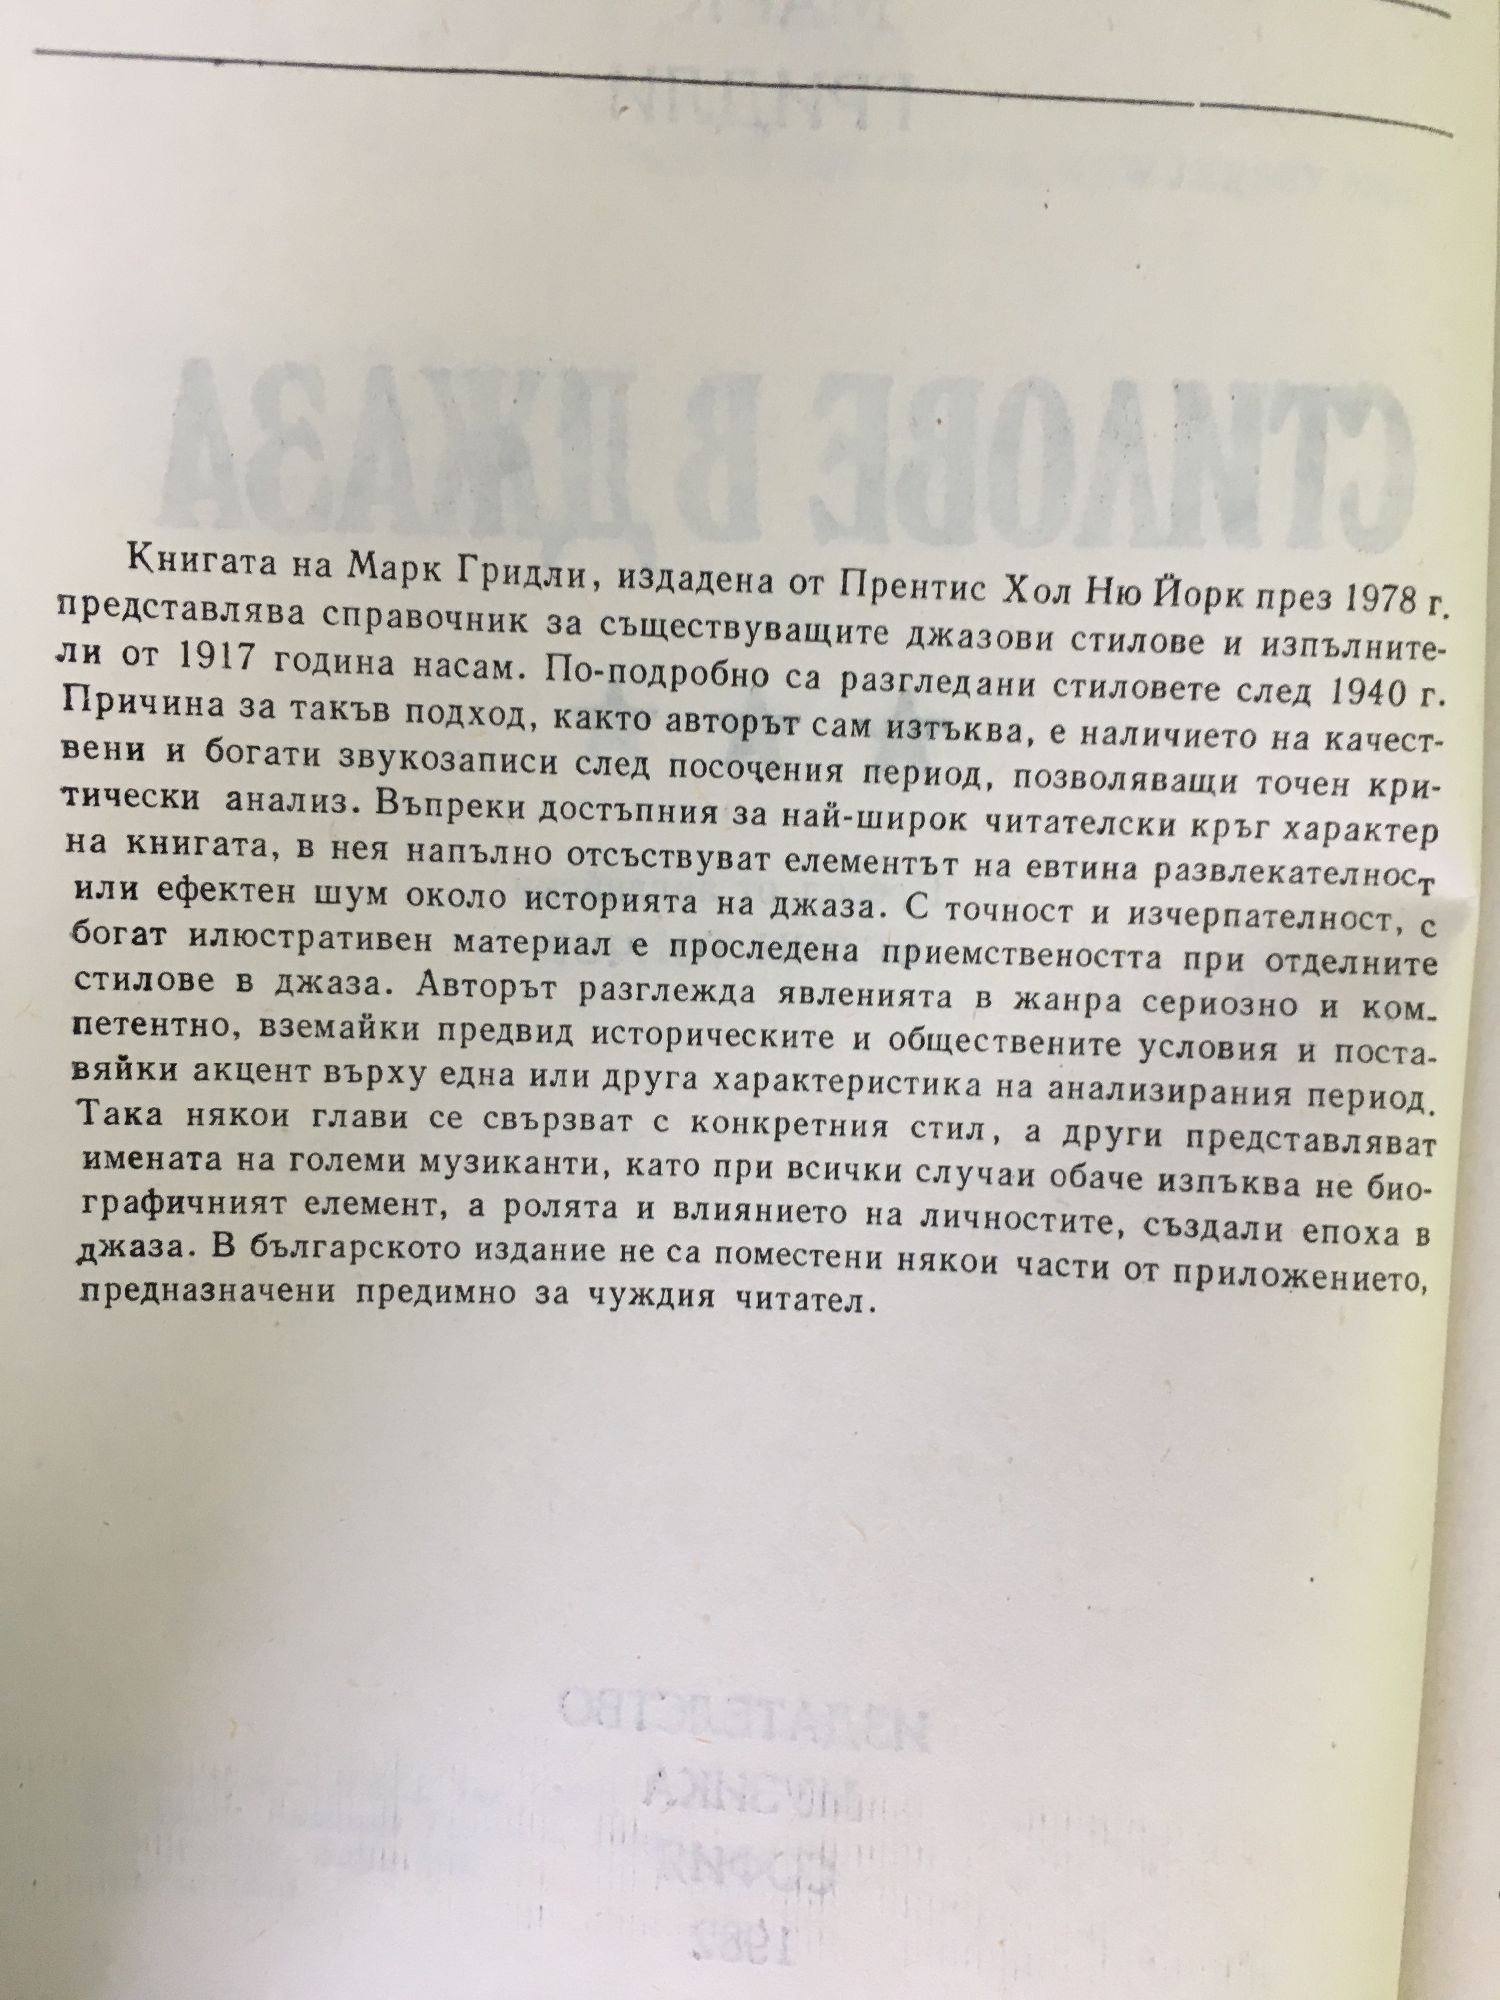 Книгата на Марк Гридли, издадена от Прентис Хол Ню Йорк през 1978 г.
представлява справочник за съществуващите джазови стилове и изпълните-
ли от 1917 година насам. По-подробно са разгледани стиловете след 1940 г.
Причина за такъв подход, както авторът сам изтъква, е наличието на качест-
вени и богати звукозаписи след посочения период, позволяващи точен кри-
тически анализ. Въпреки достъпния за най-широк читателски кръг характер
на книгата, в нея напълно отсъствуват елементът на евтина развлекателност
или ефектен шум около историята на джаза. С точност и изчерпателност, с
богат илюстративен материал е проследена приемствеността при отделните
стилове в джаза. Авторът разглежда явленията в жанра сериозно и ком-
петентно, вземайки предвид историческите и обществените условия и поста-
вяйки акцент върху една или друга характеристика на анализирания период.
Така някои глави се свързват с конкретния стил, а други представляват
имената на големи музиканти, като при всички случаи обаче изпъква не био-
графичният елемент, а ролята и влиянието на личностите, създали епоха в
джаза. В българското издание не са поместени някои части от приложението,
предназначени предимно за чуждия читател.